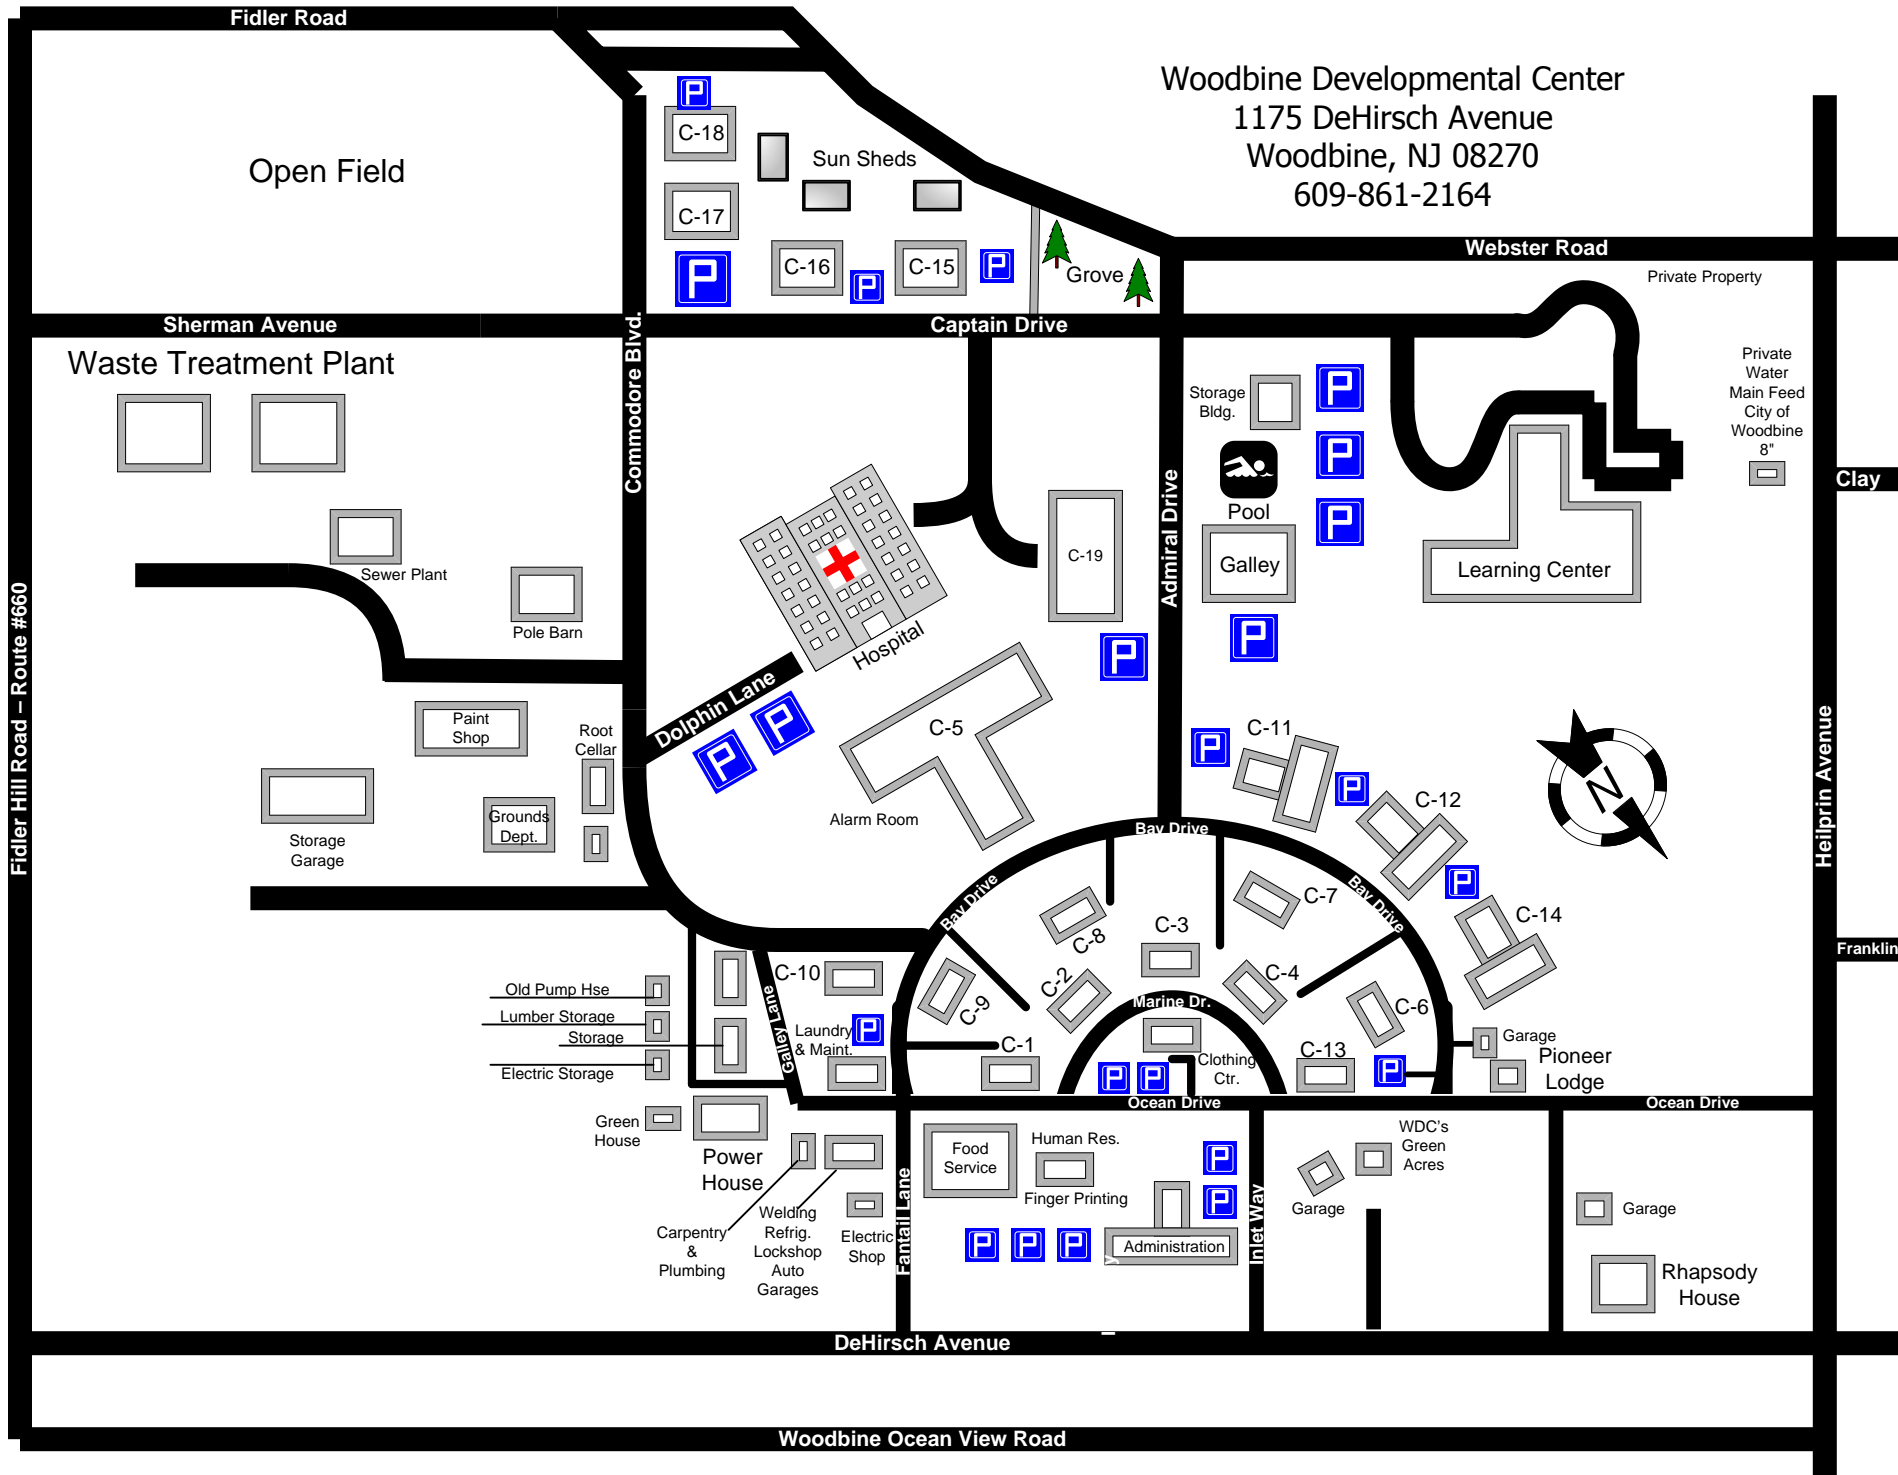 Fidler Road
Woodbine Developmental Center
1175 DeHirsch Avenue
Woodbine, NJ 08270
609-861-2164
P
C-18
Sun Sheds
Open Field
C-17
Webster Road
C-16
P
C-15
P
P
Grove
Private Property
Sherman Avenue
Captain Drive
Commodore Blvd.
Waste Treatment Plant
Private
Water
Main Feed
City of
Woodbine
8"
Storage
Bldg.
P
P
P
Clay
Pool
Admiral Drive
C-19
Galley
Learning Center
Sewer Plant
Pole Barn
Hospital
P
P
Fidler Hill Road – Route #660
Dolphin Lane
P
P
Paint
Shop
Root
Cellar
C-5
P
C-11
P
C-12
N
Heilprin Avenue
Grounds
Dept.
Storage
Garage
Alarm Room
Bay Drive
Bay Drive
Bay Drive
P
C-7
C-8
C-3
C-14
Franklin
C-10
C-9
C-2
C-4
C-6
Old Pump Hse
Lumber Storage
Storage
Electric Storage
Galley Lane
Laundry
& Maint.
P
Marine Dr.
C-1
Clothing
Ctr.
P
P
C-13
P
Garage
Pioneer
Lodge
Ocean Drive
Ocean Drive
Green
House
Power
House
Food
Service
Human Res.
Finger Printing
P
P
WDC's
Green
Acres
Garage
Garage
Carpentry
&
Plumbing
Welding
Refrig.
Lockshop
Auto
Garages
Electric
Shop
Fantail Lane
P
P
P
Administration
y
Inlet Way
Rhapsody
House
DeHirsch Avenue
Woodbine Ocean View Road